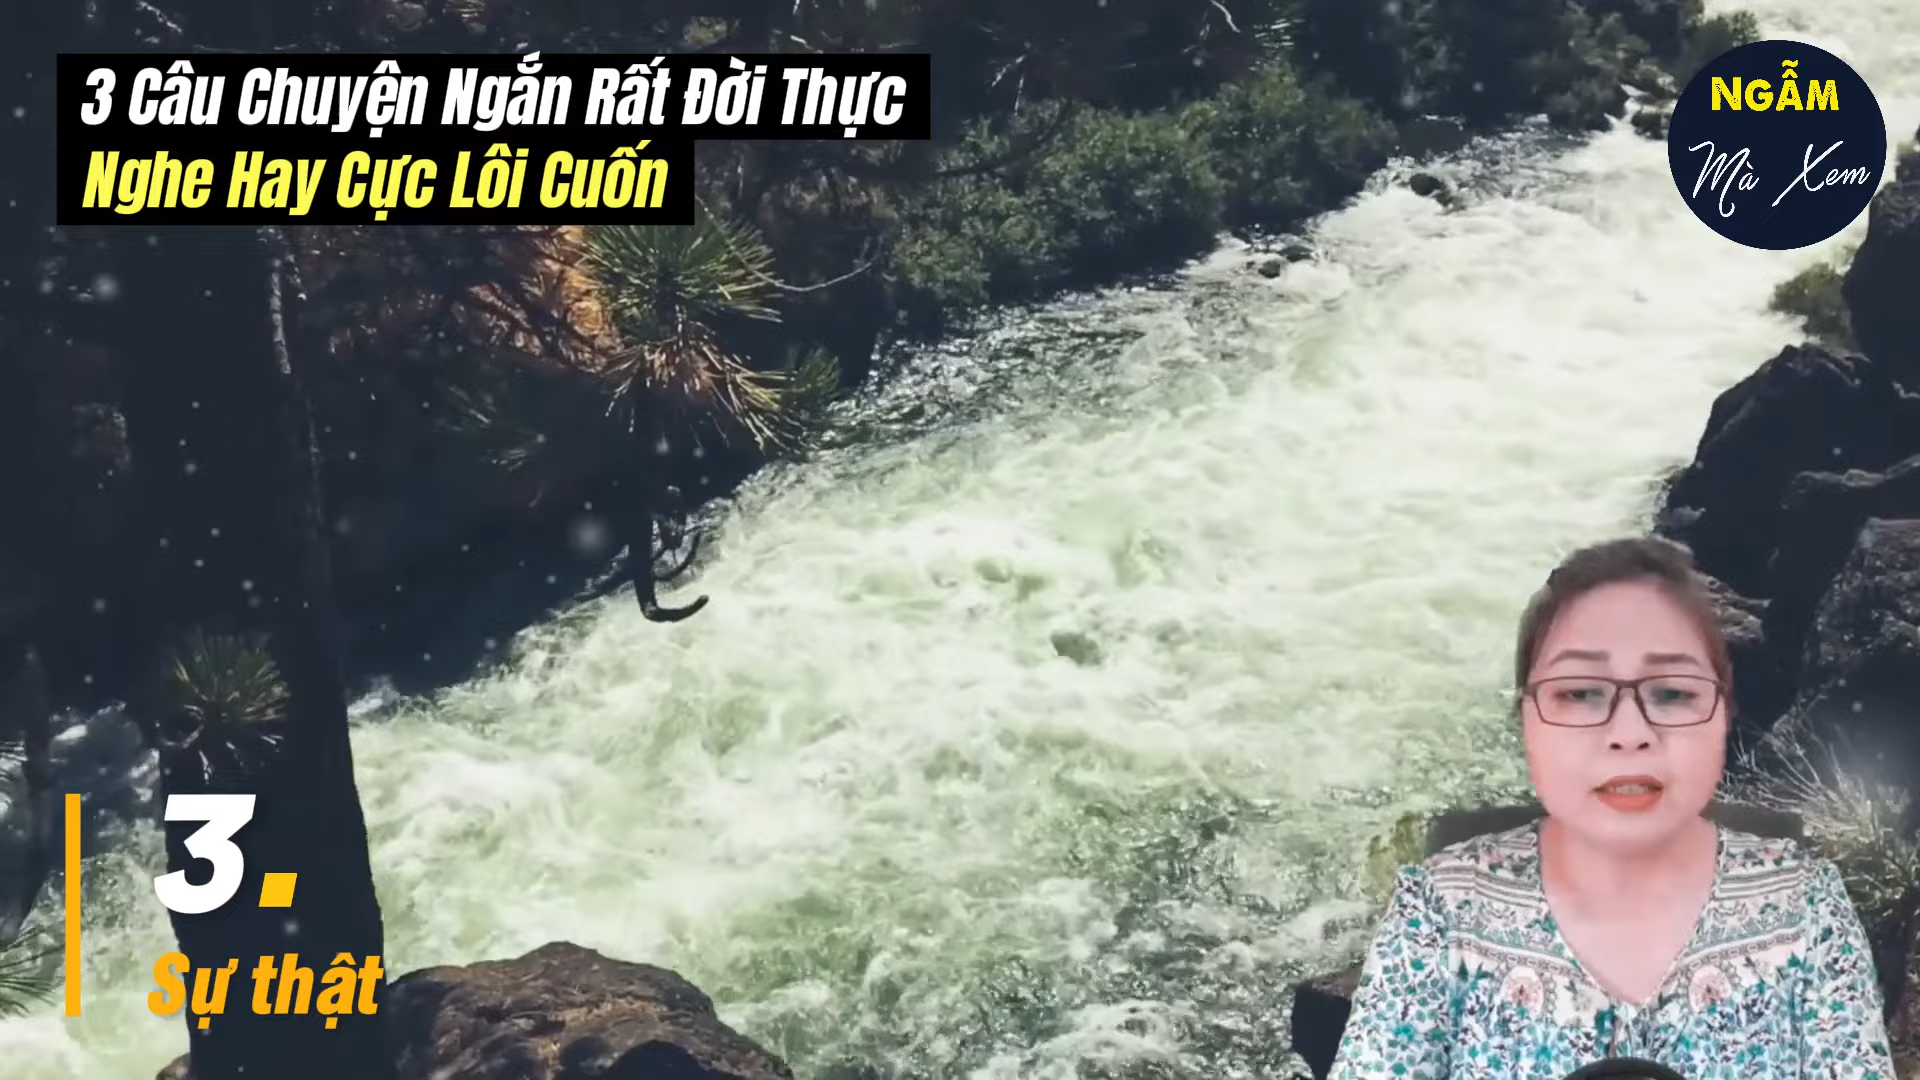 3 Câu Chuyện Ngắn Rất Đời Thực
Nghe Hay Cực Lôi Cuốn
NGẪM
Mà Xem
3.
Sự thật